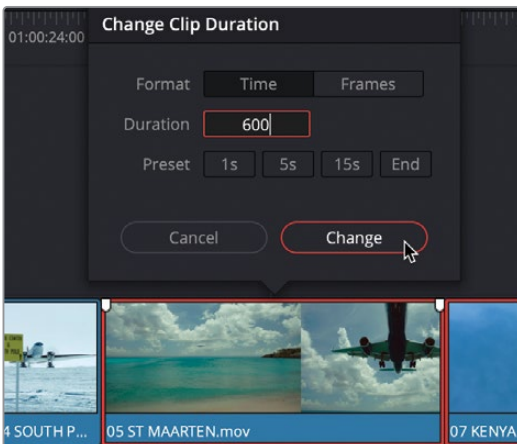 Change Clip Duration
01:00:24:00
Format Time Frames
Duration 600
Preset 1s 5s 15s End
Cancel Change
4 SOUTH P... 05 ST MAARTEN.mov 07 KENYA